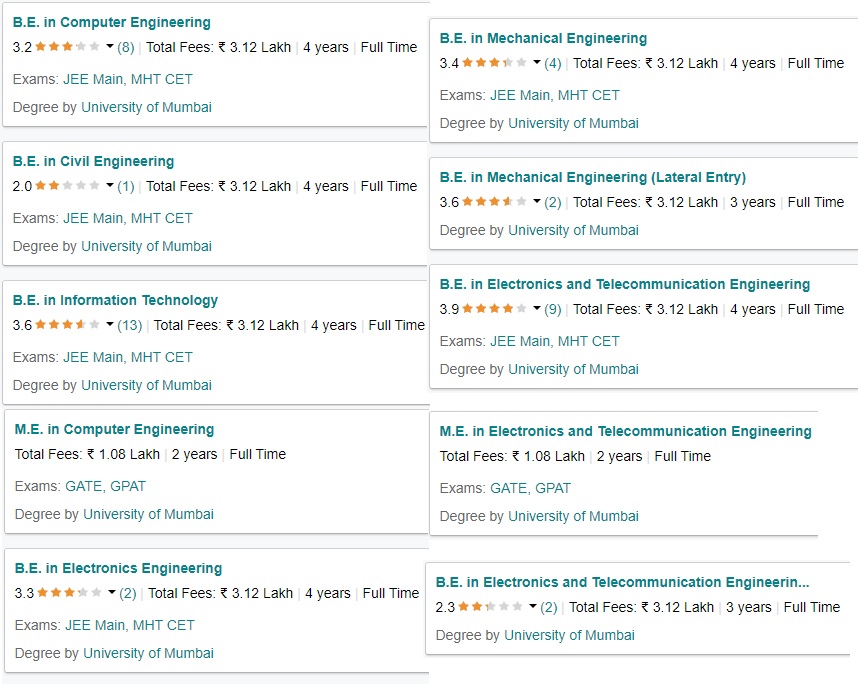 B.E. in Computer Engineering
3.2 (8) | Total Fees: ₹ 3.12 Lakh | 4 years | Full Time
Exams: JEE Main, MHT CET
Degree by University of Mumbai
B.E. in Civil Engineering
2.0 (1) | Total Fees: ₹ 3.12 Lakh | 4 years | Full Time
Exams: JEE Main, MHT CET
Degree by University of Mumbai
B.E. in Information Technology
3.6 (13) | Total Fees: ₹ 3.12 Lakh | 4 years | Full Time
Exams: JEE Main, MHT CET
Degree by University of Mumbai
M.E. in Computer Engineering
Total Fees: ₹ 1.08 Lakh | 2 years | Full Time
Exams: GATE, GPAT
Degree by University of Mumbai
B.E. in Electronics Engineering
3.3 (2) | Total Fees: ₹ 3.12 Lakh | 4 years | Full Time
Exams: JEE Main, MHT CET
Degree by University of Mumbai
B.E. in Mechanical Engineering
3.4 (4) | Total Fees: ₹ 3.12 Lakh | 4 years | Full Time
Exams: JEE Main, MHT CET
Degree by University of Mumbai
B.E. in Mechanical Engineering (Lateral Entry)
3.6 (2) | Total Fees: ₹ 3.12 Lakh | 3 years | Full Time
Degree by University of Mumbai
B.E. in Electronics and Telecommunication Engineering
3.9 (9) | Total Fees: ₹ 3.12 Lakh | 4 years | Full Time
Exams: JEE Main, MHT CET
Degree by University of Mumbai
M.E. in Electronics and Telecommunication Engineering
Total Fees: ₹ 1.08 Lakh | 2 years | Full Time
Exams: GATE, GPAT
Degree by University of Mumbai
B.E. in Electronics and Telecommunication Engineerin...
2.3 (2) | Total Fees: ₹ 3.12 Lakh | 3 years | Full Time
Degree by University of Mumbai